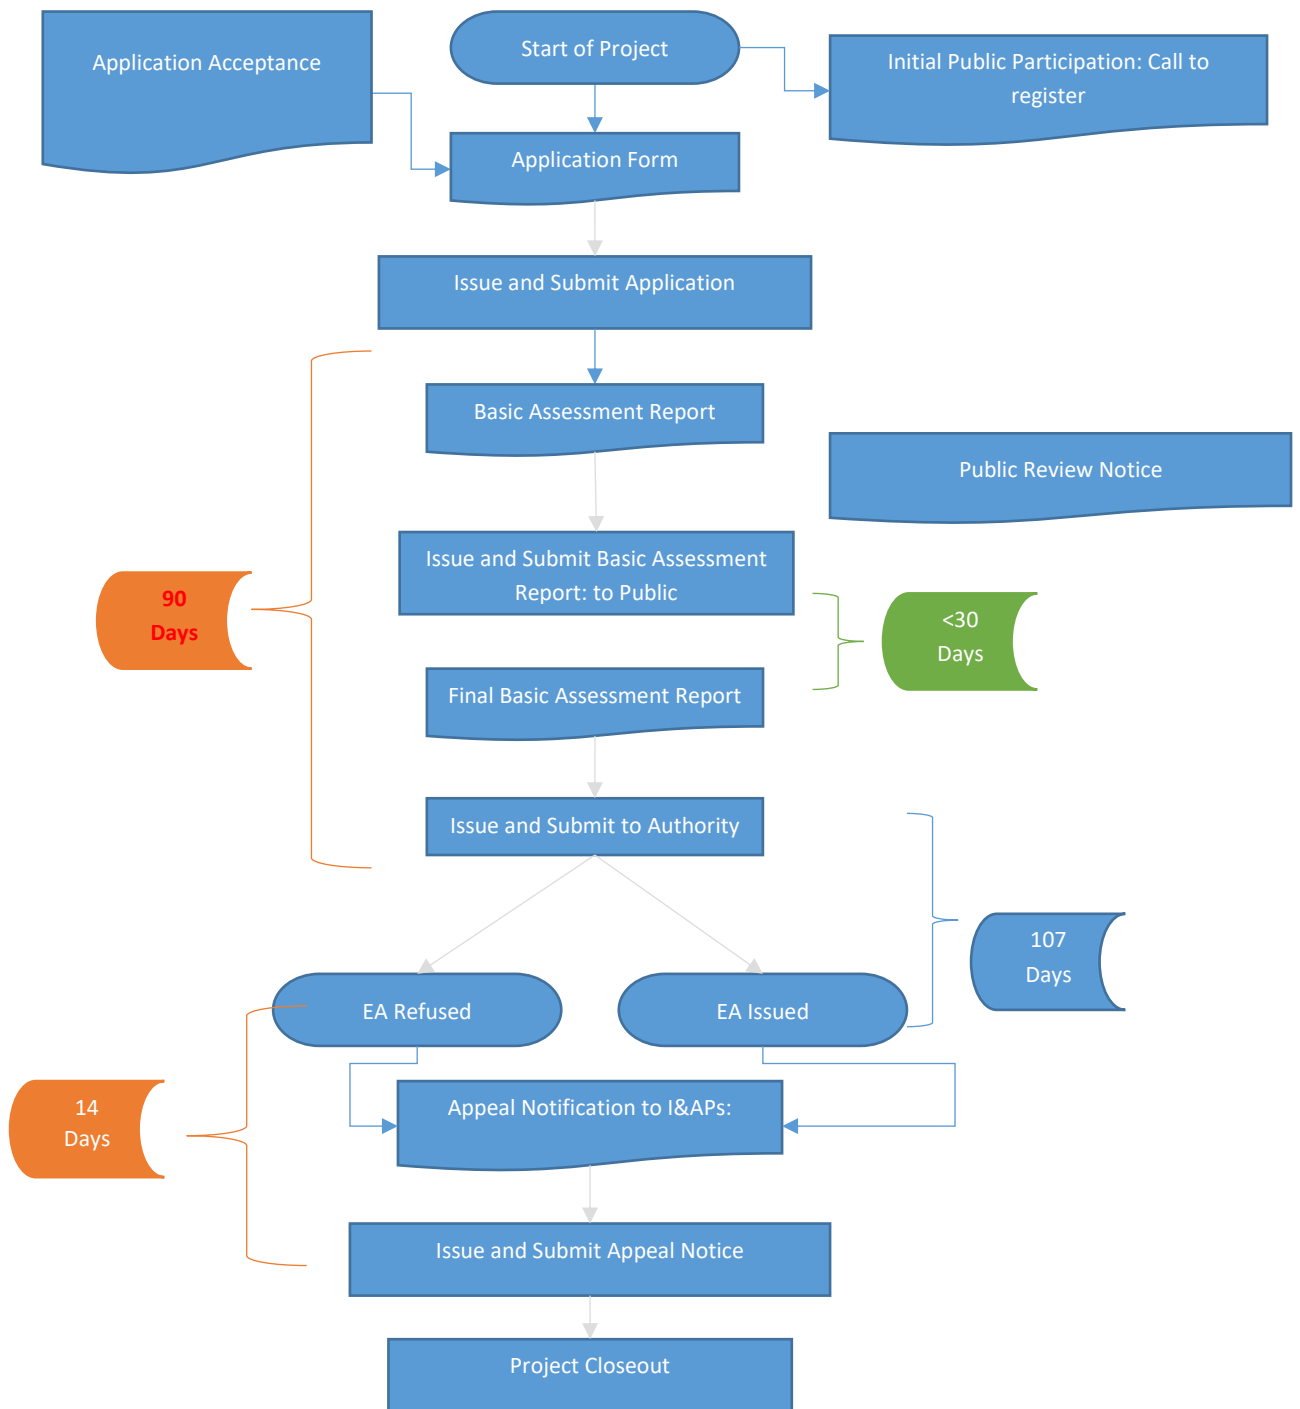 Application Acceptance
Start of Project
Initial Public Participation: Call to
register
Application Form
Issue and Submit Application
Basic Assessment Report
Public Review Notice
Issue and Submit Basic Assessment
Report: to Public
90
Days
<30
Days
Final Basic Assessment Report
Issue and Submit to Authority
107
Days
EA Refused
EA Issued
14
Days
Appeal Notification to I&APs:
Issue and Submit Appeal Notice
Project Closeout